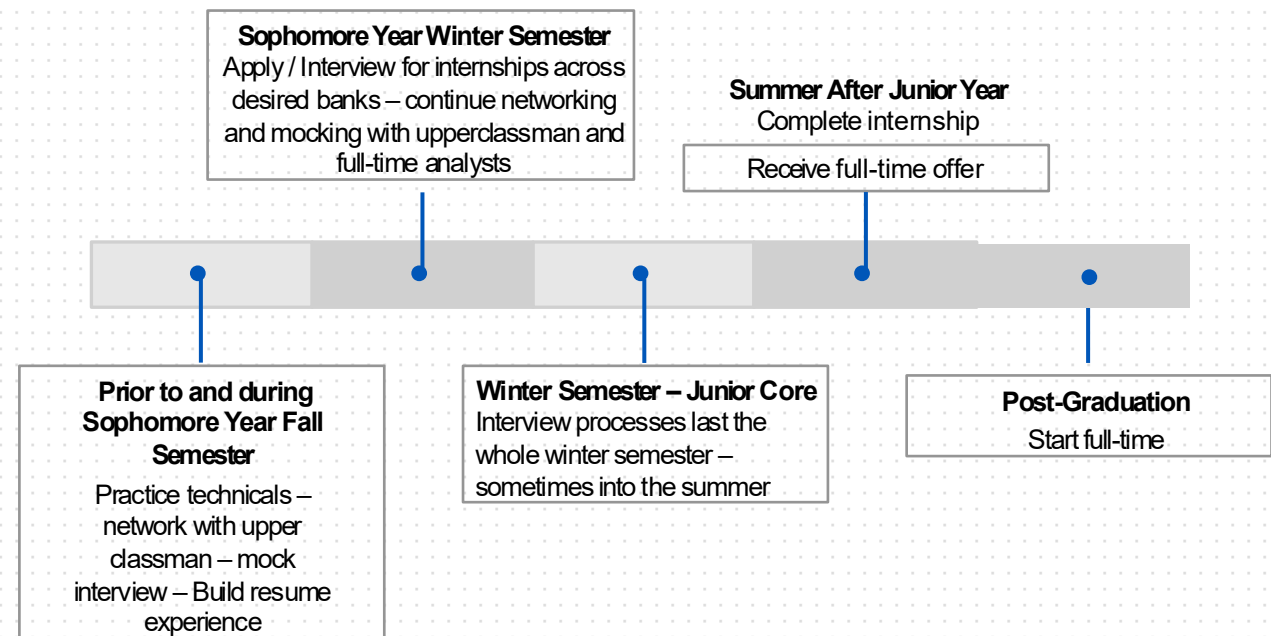 Sophomore Year Winter Semester
Apply / Interview for internships across
desired banks – continue networking
and mocking with upperclassman and
full-time analysts
Summer After Junior Year
Complete internship
Receive full-time offer
Prior to and during
Sophomore Year Fall
Semester
Practice technicals –
network with upper
classman – mock
interview – Build resume
experience
Winter Semester – Junior Core
Interview processes last the
whole winter semester –
sometimes into the summer
Post-Graduation
Start full-time